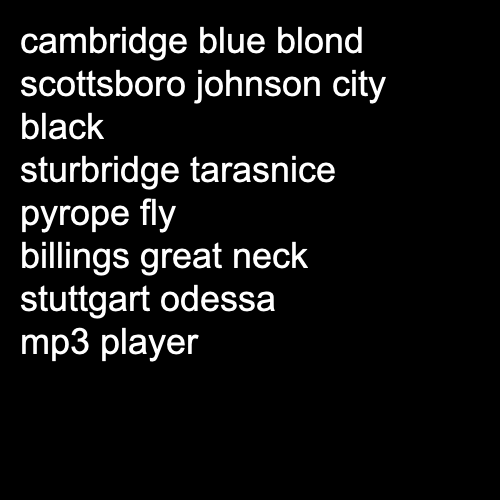 cambridge blue blond
scottsboro johnson city
black
sturbridge tarasnice
pyrope fly
billings great neck
stuttgart odessa
mp3 player